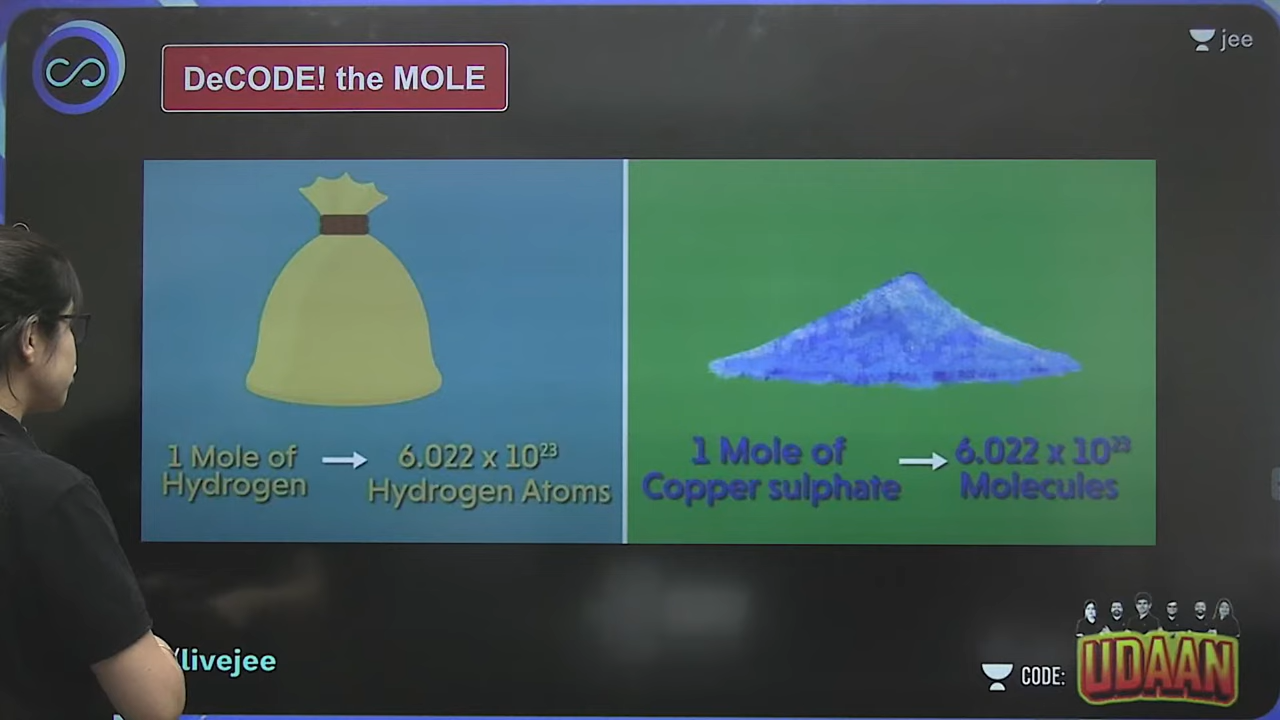 jee
DeCODE! the MOLE
1 Mole of
Hydrogen
6.022 x 10²³
Hydrogen Atoms
1 Mole of
Copper sulphate
6.022 x 10²³
Molecules
/livejee
CODE:
UDAAN